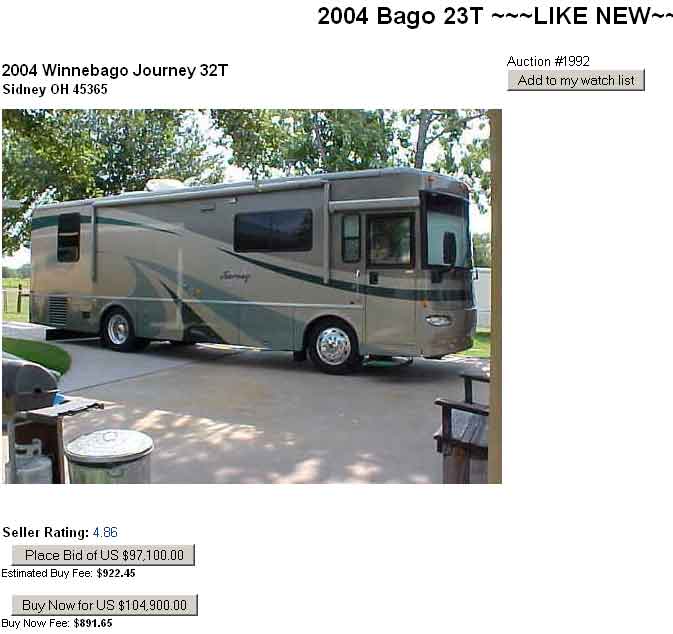 2004 Bago 23T ~~~LIKE NEW~~
Auction #1992
Add to my watch list
2004 Winnebago Journey 32T
Sidney OH 45365
Journey
Seller Rating: 4.86
Place Bid of US $97,100.00
Estimated Buy Fee: $922.45
Buy Now for US $104,900.00
Buy Now Fee: $891.65